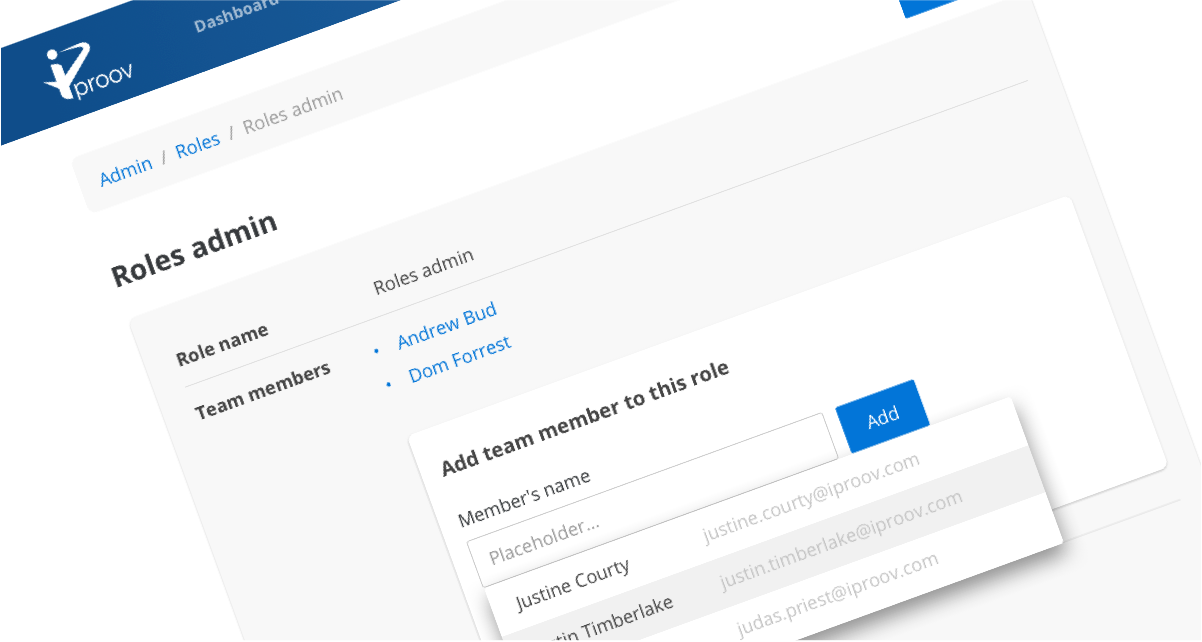 Dashboard
iproov
Admin / Roles / Roles admin
Roles admin
Role name Roles admin
Team members
• Andrew Bud
• Dom Forrest
Add team member to this role
Member's name
Placeholder... Add
Justine Courty justine.courty@iproov.com
tin Timberlake justin.timberlake@iproov.com
judas.priest@iproov.com